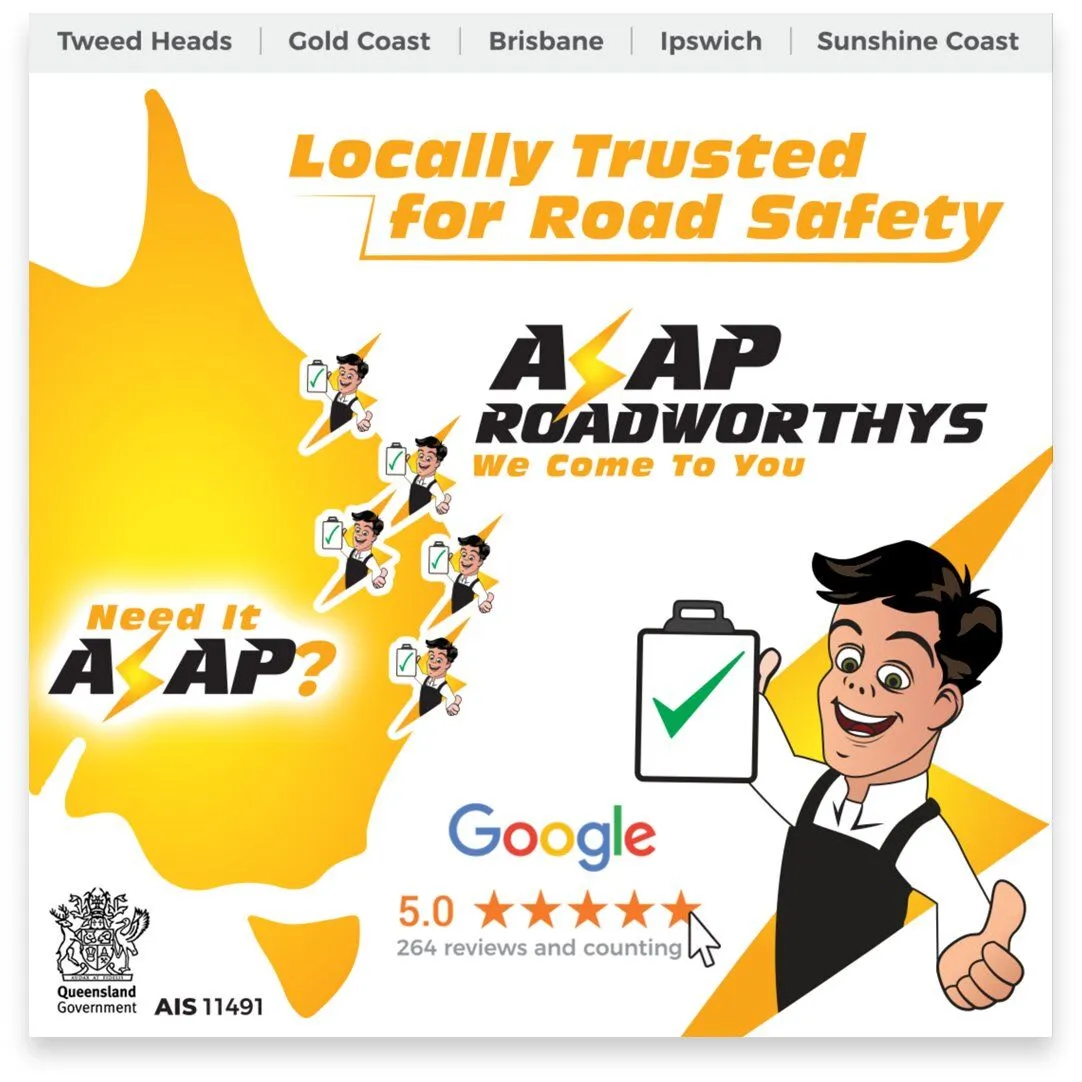 Tweed Heads | Gold Coast | Brisbane | Ipswich | Sunshine Coast
Locally Trusted
for Road Safety
ASAP
ROADWORTHYS
We Come To You
Need It
ASAP?
Google
5.0
264 reviews and counting
Queensland
Government
AIS 11491